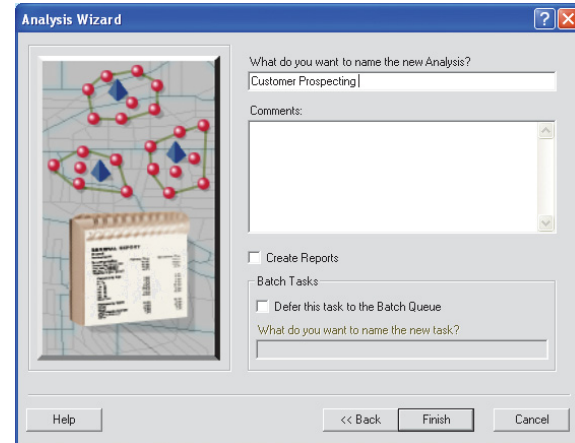 Analysis Wizard
What do you want to name the new Analysis?
Customer Prospecting
Comments:
Create Reports
Batch Tasks
Defer this task to the Batch Queue
What do you want to name the new task?
Help
<< Back
Finish
Cancel